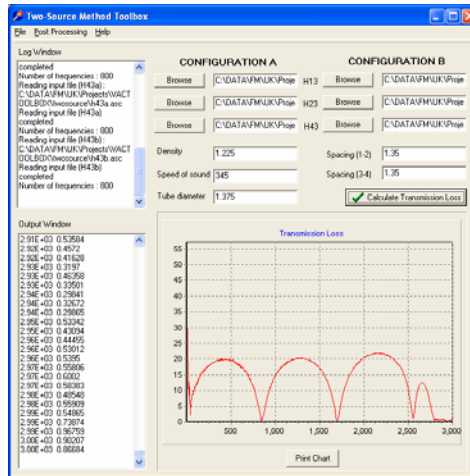 Two-Source Method Toolbox
File Post Processing Help
Log Window
completed
Number of frequencies : 800
Reading input file (H43a) :
C:\DATA\FM\UK\Projects\VACT
OOLBOX\twosource\h43a.asc
Reading input file (H43a)
completed
Number of frequencies : 800
Reading input file (H43b) :
C:\DATA\FM\UK\Projects\VACT
OOLBOX\twosource\h43b.asc
Reading input file (H43b)
completed
Number of frequencies : 800
CONFIGURATION A CONFIGURATION B
Browse C:\DATA\FM\UK\Proje H13 Browse C:\DATA\FM\UK\Proje
Browse C:\DATA\FM\UK\Proje H23 Browse C:\DATA\FM\UK\Proje
Browse C:\DATA\FM\UK\Proje H43 Browse C:\DATA\FM\UK\Proje
Density 1.225 Spacing (1-2) 1.35
Speed of sound 345 Spacing (3-4) 1.35
Tube diameter 1.375 Calculate Transmission Loss
Output Window
2.91E+03 0.53584
2.92E+03 0.4572
2.92E+03 0.41628
2.93E+03 0.3197
2.93E+03 0.46358
2.93E+03 0.33501
2.94E+03 0.29841
2.94E+03 0.32672
2.94E+03 0.29865
2.95E+03 0.53342
2.95E+03 0.43094
2.96E+03 0.44455
2.96E+03 0.53012
2.96E+03 0.5395
2.97E+03 0.55806
2.97E+03 0.6002
2.97E+03 0.58383
2.98E+03 0.48548
2.98E+03 0.55909
2.99E+03 0.54865
2.99E+03 0.73874
2.99E+03 0.96759
3.00E+03 0.90207
3.00E+03 0.86684
Transmission Loss
55
50
45
40
35
30
25
20
15
10
5
0
500 1,000 1,500 2,000 2,500 3,000
Print Chart